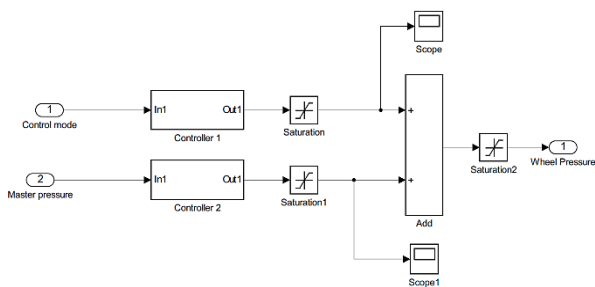 Scope
1
Control mode
In1
Out1
Controller 1
Saturation
+
2
Master pressure
In1
Out1
Controller 2
Saturation1
+
Add
Saturation2
1
Wheel Pressure
Scope1